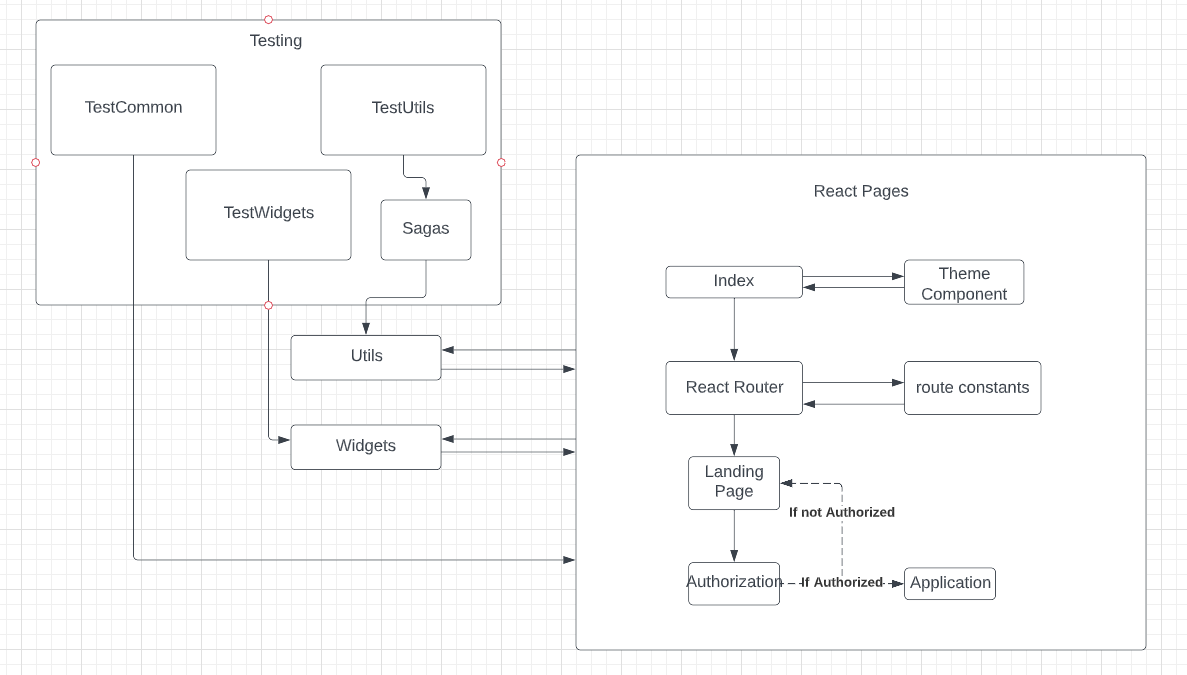 Testing
TestCommon
TestUtils
TestWidgets
Sagas
Utils
Widgets
React Pages
Index
Theme
Component
React Router
route constants
Landing
Page
If not Authorized
Authorization
If Authorized
Application